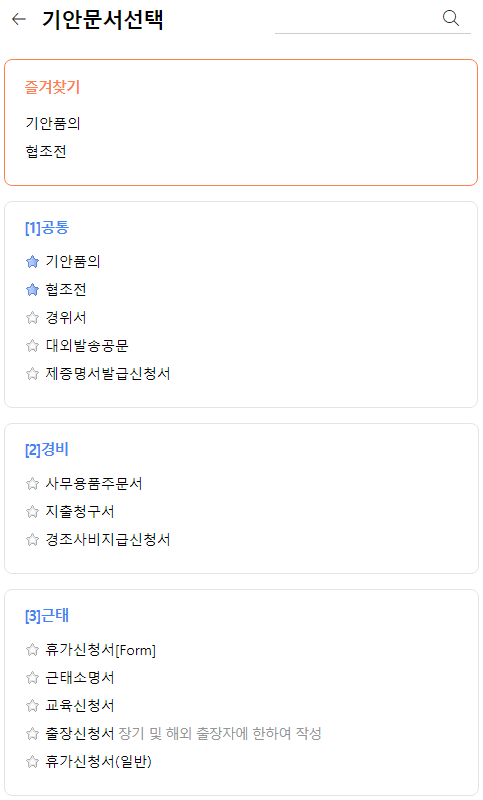 기안문서선택
즐겨찾기
기안품의
협조전
[1]공통
기안품의
협조전
경위서
대외발송공문
제증명서발급신청서
[2]경비
사무용품주문서
지출청구서
경조사비지급신청서
[3]근태
휴가신청서[Form]
근태소명서
교육신청서
출장신청서 장기 및 해외 출장자에 한하여 작성
휴가신청서(일반)